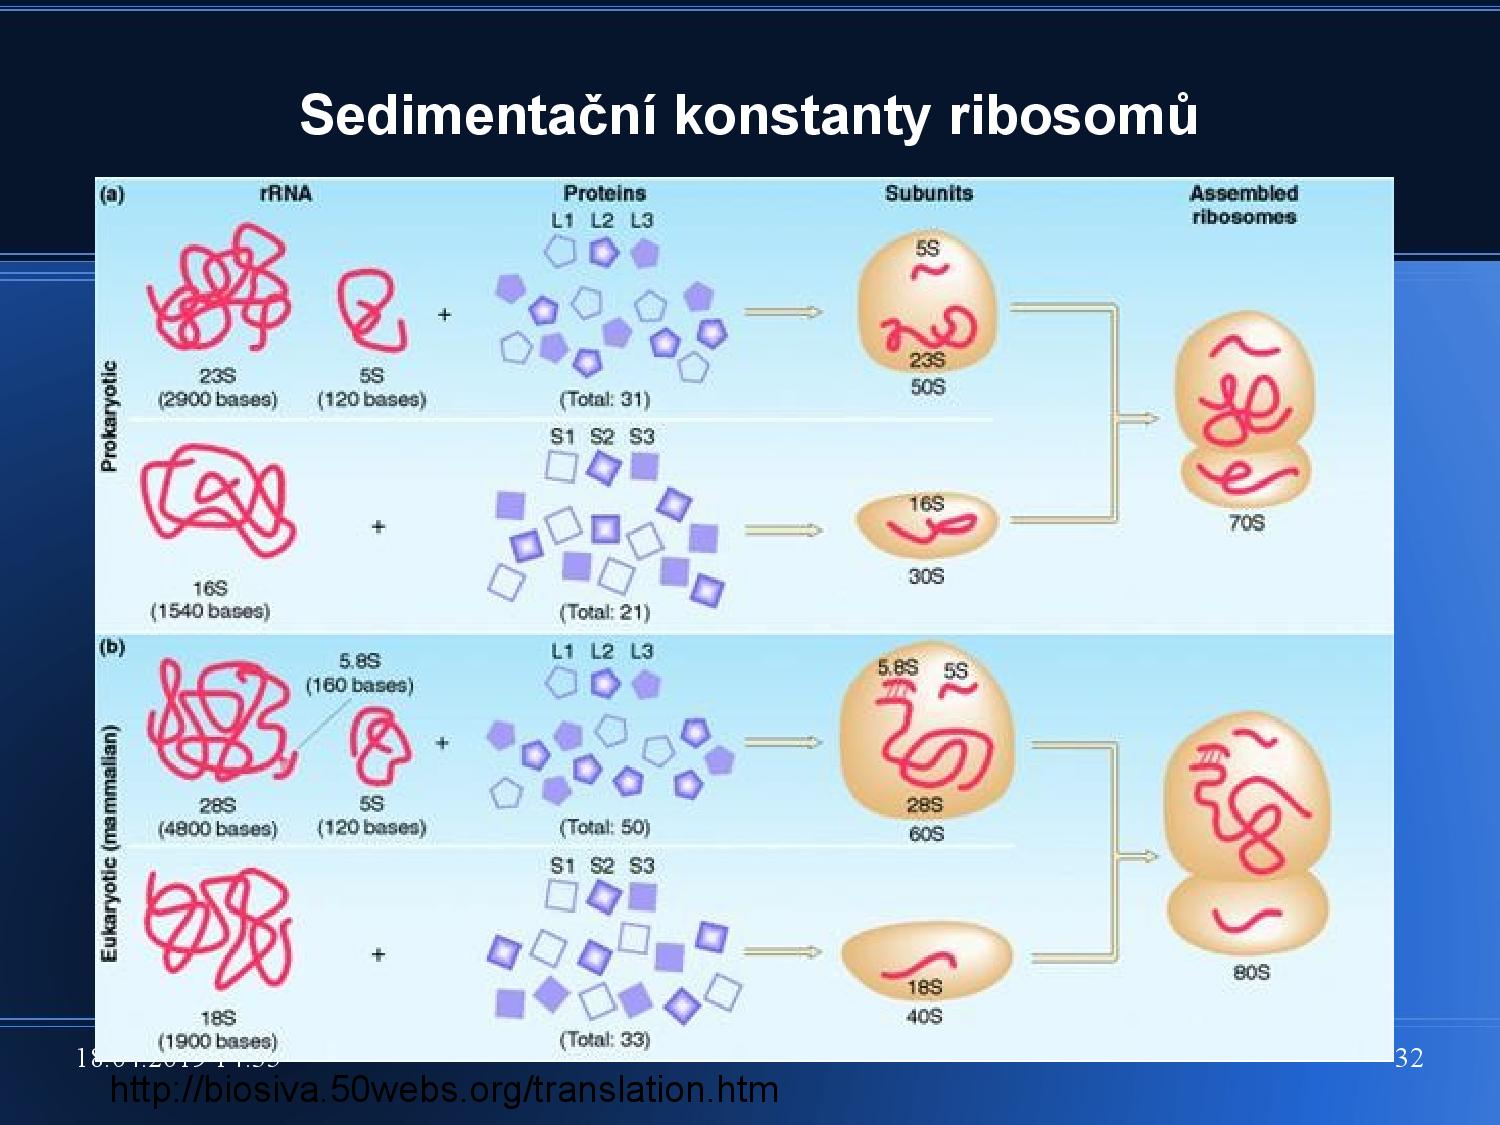 Sedimentační konstanty ribosomů
(a)
rRNA
Proteins
Subunits
Assembled
ribosomes
Prokaryotic
L1 L2 L3
23S
(2900 bases)
5S
(120 bases)
+
(Total: 31)
5S
23S
50S
S1 S2 S3
16S
(1540 bases)
+
(Total: 21)
16S
30S
70S
(b)
Eukaryotic (mammalian)
5.8S
(160 bases)
L1 L2 L3
28S
(4800 bases)
5S
(120 bases)
+
(Total: 50)
5.8S 5S
28S
60S
S1 S2 S3
18S
(1900 bases)
+
(Total: 33)
18S
40S
80S
32
http://biosiva.50webs.org/translation.htm